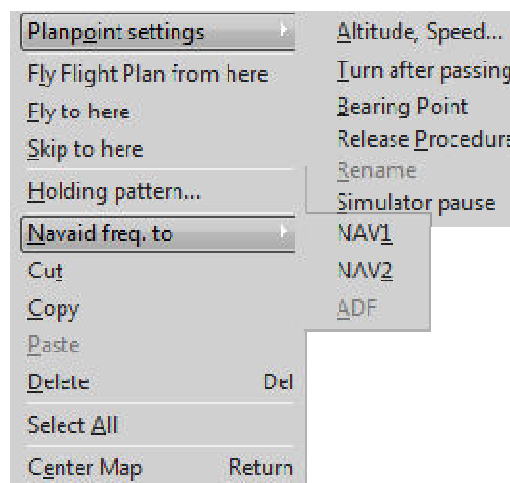 Planpoint settings
Fly Flight Plan from here
Fly to here
Skip to here
Holding pattern...
Navaid freq. to
Cut
Copy
Paste
Delete Del
Select All
Center Map Return
Altitude, Speed...
Turn after passing
Bearing Point
Release Procedure
Rename
Simulator pause
NAV1
NAV2
ADF